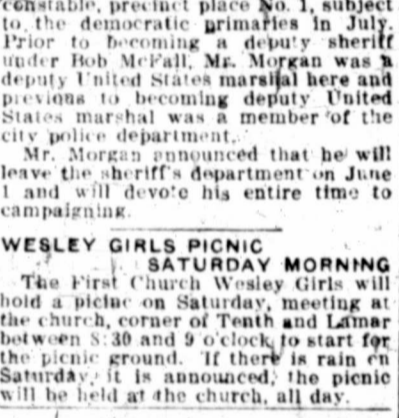 constable, precinct place No. 1, subject
to the democratic primaries in July.
Prior to becoming a deputy sheriff
under Bob McFall, Mr. Morgan was a
deputy United States marshal here and
previous to becoming deputy United
States marshal was a member of the
city police department.
Mr. Morgan announced that he will
leave the sheriff's department on June
1 and will devote his entire time to
campaigning.
WESLEY GIRLS PICNIC
SATURDAY MORNING
The First Church Wesley Girls will
hold a picinc on Saturday, meeting at
the church, corner of Tenth and Lamar
between 8:30 and 9 o'clock to start for
the picnic ground. If there is rain on
Saturday, it is announced, the picnic
will be held at the church, all day.